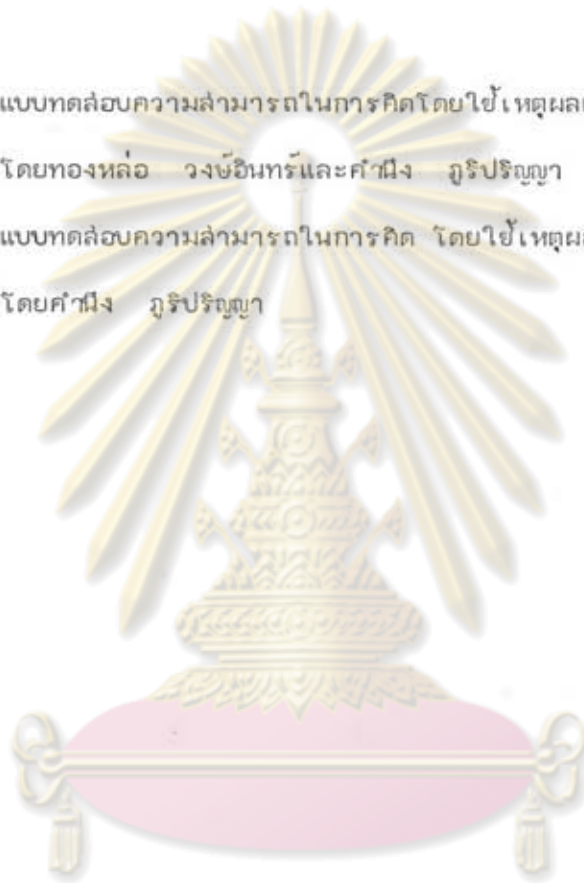 แบบทดสอบความสามารถในการคิดโดยใช้เหตุผล
โดยทองหล่อ วงษ์อินทร์และคำนึง ภูริปริญญา
แบบทดสอบความสามารถในการคิด โดยใช้เหตุผล
โดยคำนึง ภูริปริญญา